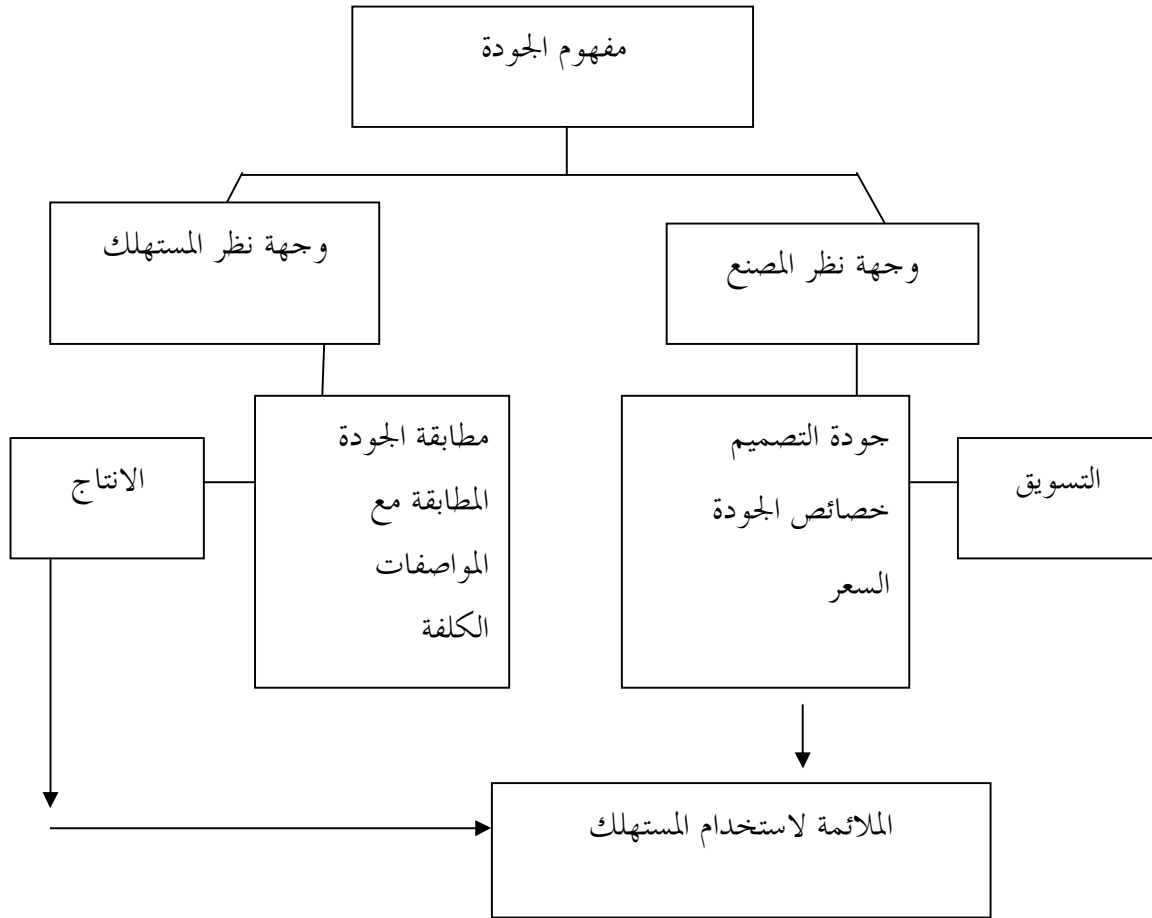 مفهوم الجودة
وجهة نظر المصنع
وجهة نظر المستهلك
التسويق
جودة التصميم
خصائص الجودة
السعر
مطابقة الجودة
المطابقة مع
المواصفات
الكلفة
الانتاج
الملائمة لاستخدام المستهلك